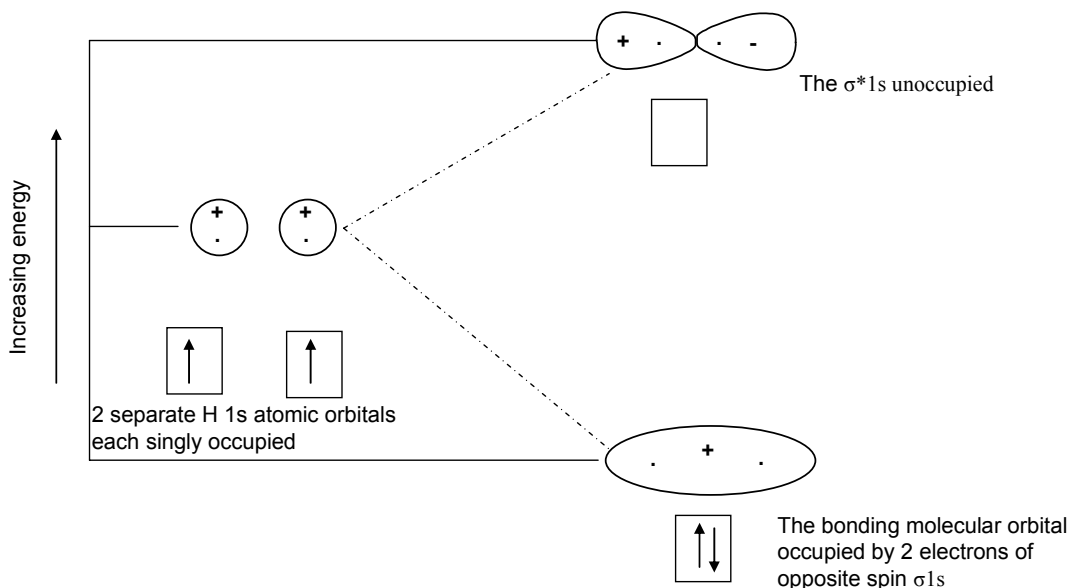 + . . -
The σ*1s unoccupied
Increasing energy
+ +
. .
2 separate H 1s atomic orbitals
each singly occupied
+
. .
The bonding molecular orbital
occupied by 2 electrons of
opposite spin σ1s